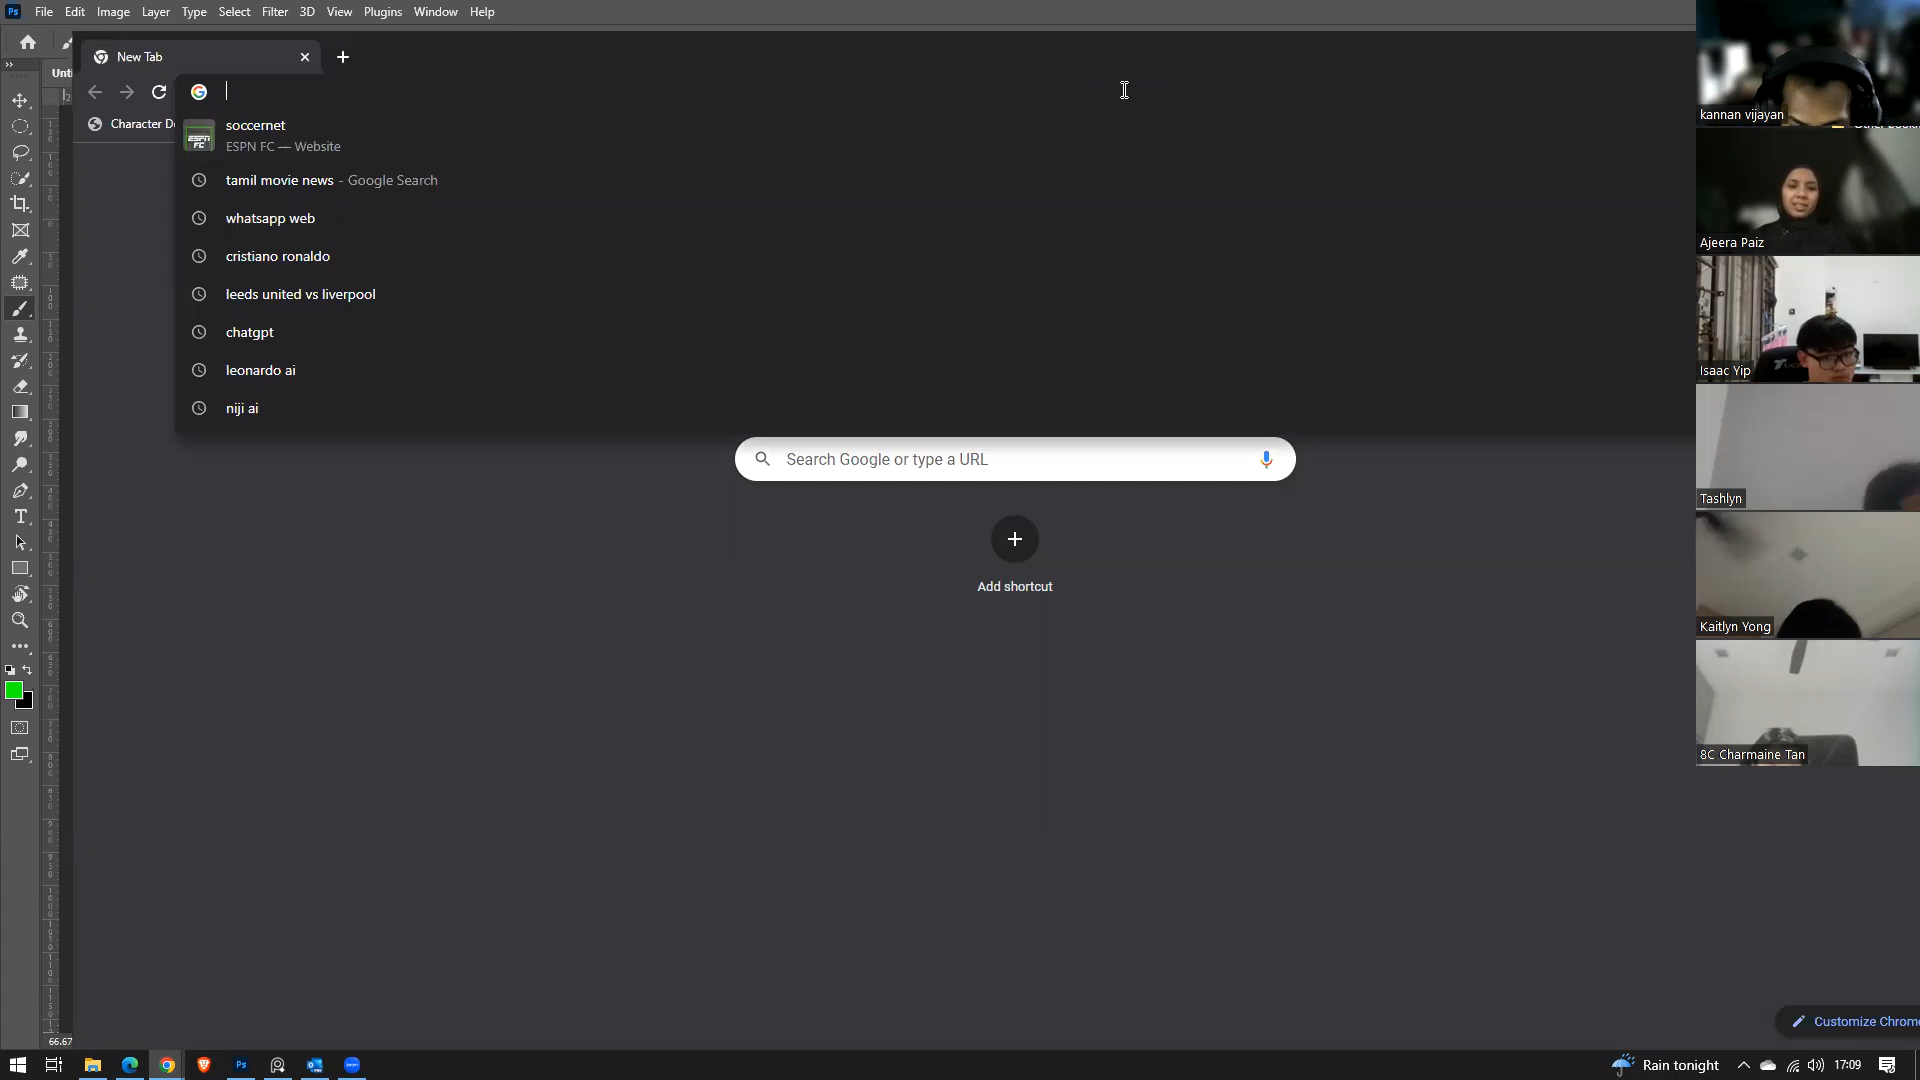 Ps File Edit Image Layer Type Select Filter 3D View Plugins Window Help
Unti
New Tab
Character D
soccernet
ESPN FC — Website
tamil movie news - Google Search
whatsapp web
cristiano ronaldo
leeds united vs liverpool
chatgpt
leonardo ai
niji ai
Search Google or type a URL
Add shortcut
Customize Chrome
66.67
kannan vijayan
Ajeera Paiz
Isaac Yip
Tashlyn
Kaitlyn Yong
8C Charmaine Tan
Rain tonight
17:09